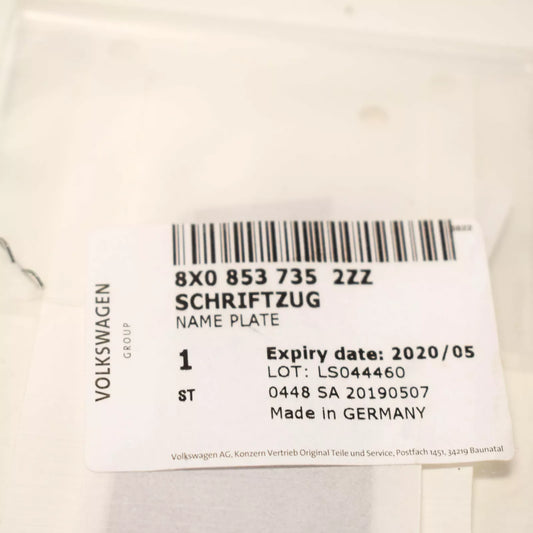 8X0 853 735 2ZZ
SCHRIFTZUG
NAME PLATE
VOLKSWAGEN
GROUP
1
ST
Expiry date: 2020/05
LOT: LS044460
0448 SA 20190507
Made in GERMANY
Volkswagen AG, Konzern Vertrieb Original Teile und Service, Postfach 1451, 34219 Baunatal